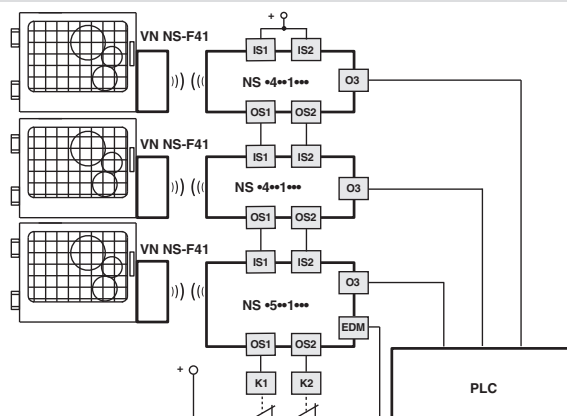 +
VN NS-F41
IS1 IS2
NS •4••1•••
O3
OS1 OS2
VN NS-F41
IS1 IS2
NS •4••1•••
O3
OS1 OS2
VN NS-F41
IS1 IS2
O3
NS •5••1•••
EDM
OS1 OS2
+
K1 K2
PLC